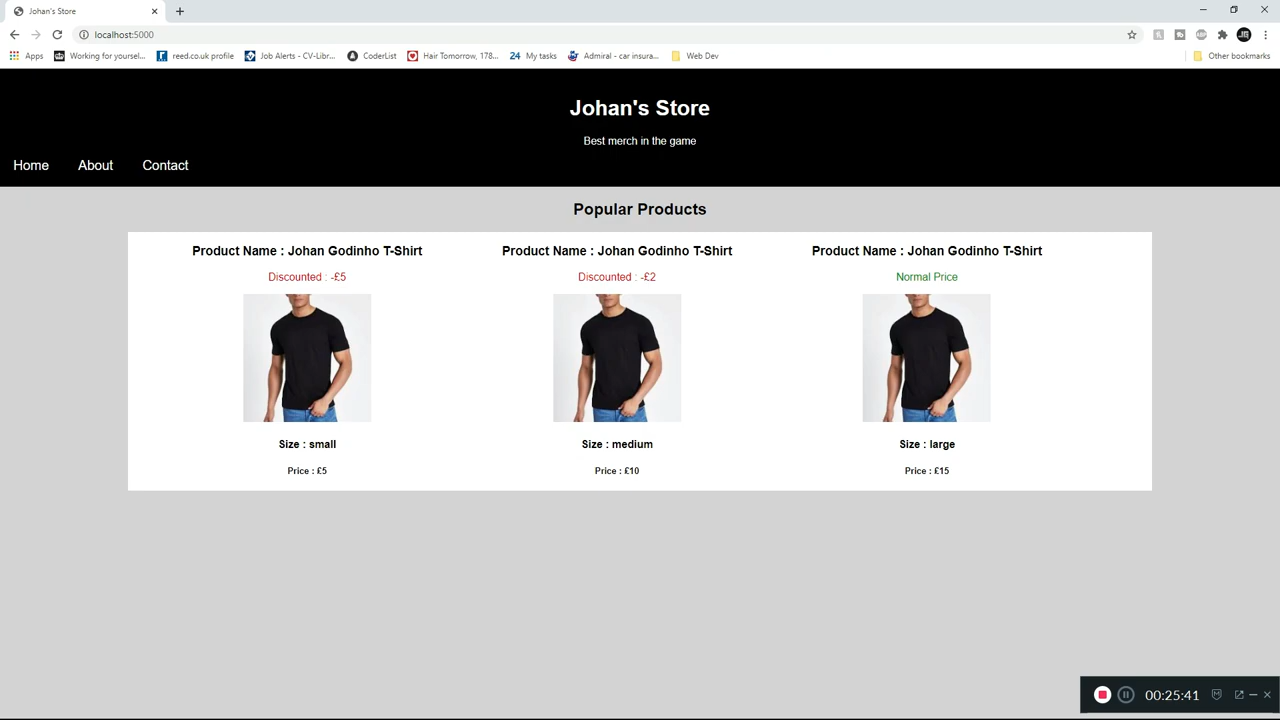 Johan's Store
localhost:5000
Apps
Working for yoursel...
reed.co.uk profile
Job Alerts - CV-Libr...
CoderList
Hair Tomorrow, 178...
24 My tasks
Admiral - car insura...
Web Dev
Other bookmarks
Johan's Store
Best merch in the game
Home About Contact
Popular Products
Product Name : Johan Godinho T-Shirt
Discounted : -£5
Size : small
Price : £5
Product Name : Johan Godinho T-Shirt
Discounted : -£2
Size : medium
Price : £10
Product Name : Johan Godinho T-Shirt
Normal Price
Size : large
Price : £15
00:25:41